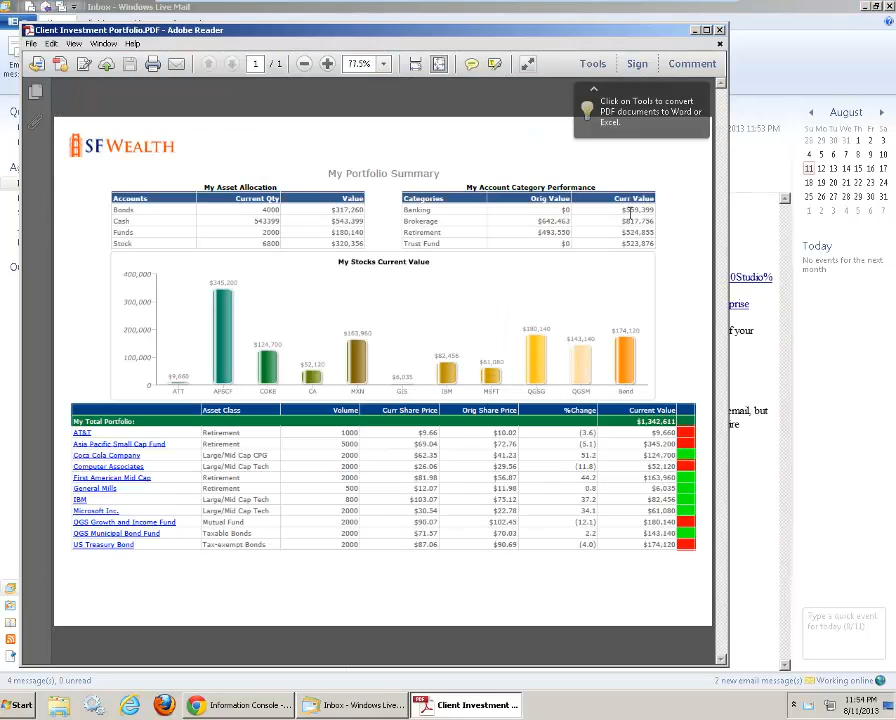 Inbox - Windows Live Mail
Client Investment Portfolio.PDF - Adobe Reader
File Edit View Window Help
1 / 1 77.5% Tools Sign Comment
Click on Tools to convert
PDF documents to Word or
Excel.
SFWEALTH
My Portfolio Summary
My Asset Allocation
Accounts Current Qty Value
Bonds 4000 $317,260
Cash 543399 $543,399
Funds 2000 $180,140
Stock 6800 $320,356
My Account Category Performance
Categories Orig Value Curr Value
Banking $0 $559,399
Brokerage $642,463 $817,756
Retirement $493,550 $524,855
Trust Fund $0 $523,876
My Stocks Current Value
400,000
300,000
200,000
100,000
0
$9,660 $345,200 $124,700 $52,120 $163,960 $6,035 $82,456 $61,080 $180,140 $143,140 $174,120
ATT APSCF COKE CA MXN GIS IBM MSFT Bond
Asset Class Volume Curr Share Price Orig Share Price %Change Current Value
My Total Portfolio: $1,342,611
AT&T Retirement 1000 $9.66 $10.02 (3.6) $9,660
Asia Pacific Small Cap Fund Retirement 5000 $69.04 $72.76 (5.1) $345,200
Coca Cola Company Large/Mid Cap CPG 2000 $62.35 $41.23 51.2 $124,700
Computer Associates Large/Mid Cap Tech 2000 $26.06 $29.56 (11.8) $52,120
First American Mid Cap Retirement 2000 $81.98 $56.87 44.2 $163,960
General Mills Retirement 500 $12.07 $11.98 0.8 $6,035
IBM Large/Mid Cap Tech 800 $103.07 $75.12 37.2 $82,456
Microsoft Inc. Large/Mid Cap Tech 2000 $30.54 $22.78 34.1 $61,080
OGS Growth and Income Fund Mutual Fund 2000 $90.07 $102.45 (12.1) $180,140
OGS Municipal Bond Fund Taxable Bonds 2000 $71.57 $70.03 2.2 $143,140
US Treasury Bond Tax-exempt Bonds 2000 $87.06 $90.69 (4.0) $174,120
2013 11:53 PM
0Studio%
prise
of your
email, but
ire
August
Su Mo Tu We Th Fr Sa
28 29 30 31 1 2 3
4 5 6 7 8 9 10
11 12 13 14 15 16 17
18 19 20 21 22 23 24
25 26 27 28 29 30 31
1 2 3 4 5 6 7
Today
No events for the next
month
Type a quick event
for today (8/11)
4 message(s), 0 unread
2 new email message(s)
Working online
Start
Information Console -...
Inbox - Windows Live...
Client Investment ...
11:54 PM
8/11/2013